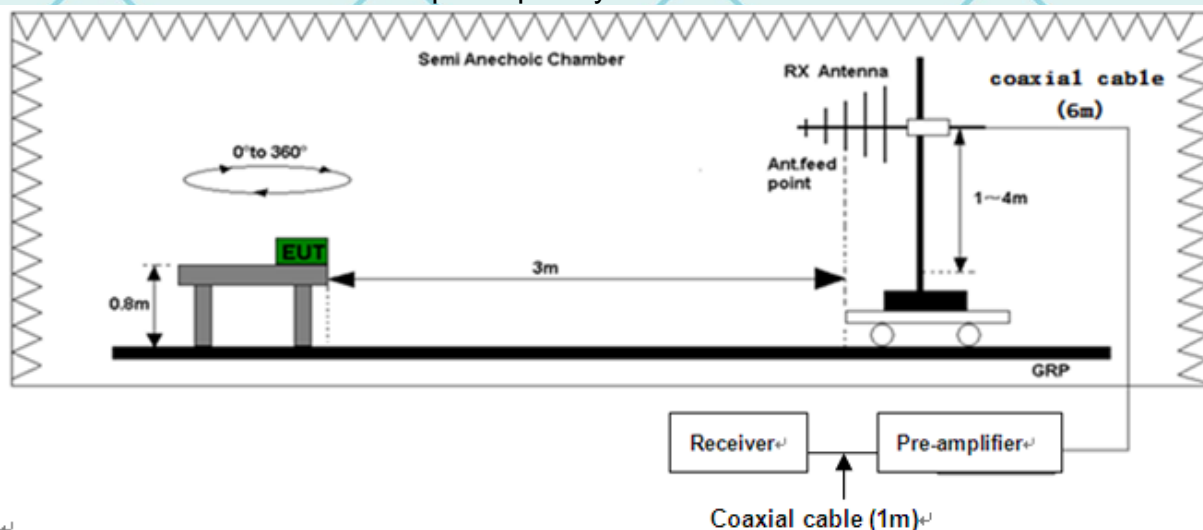 Semi Anechoic Chamber
RX Antenna
coaxial cable
(6m)
0°to 360°
Ant.feed
point
1~4m
EUT
3m
0.8m
GRP
Receiver↵
Pre-amplifier↵
Coaxial cable (1m)↵
↵